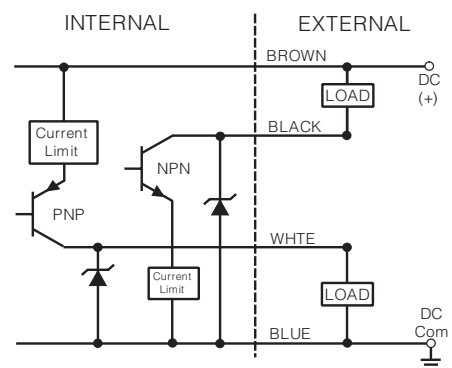 INTERNAL
EXTERNAL
BROWN
DC
(+)
LOAD
Current
Limit
BLACK
NPN
PNP
WHTE
Current
Limit
LOAD
DC
Com
BLUE